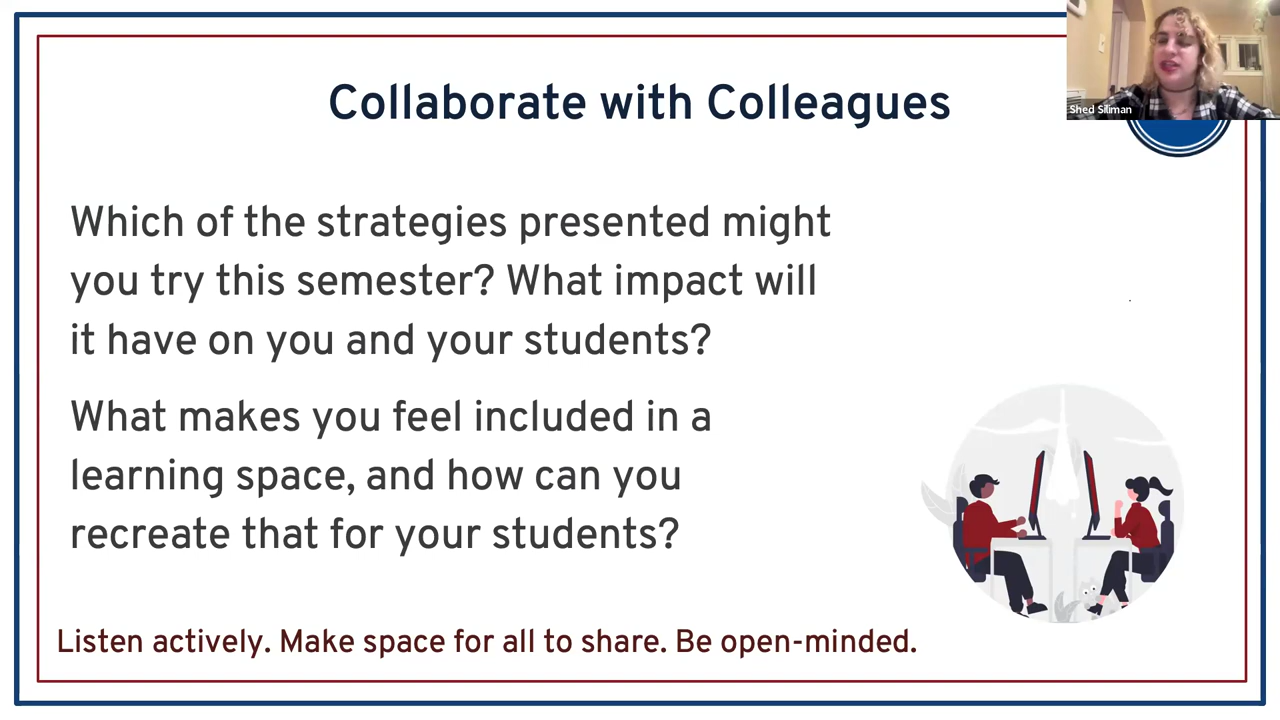 Collaborate with Colleagues
Shed Siliman
Which of the strategies presented might
you try this semester? What impact will
it have on you and your students?
What makes you feel included in a
learning space, and how can you
recreate that for your students?
Listen actively. Make space for all to share. Be open-minded.